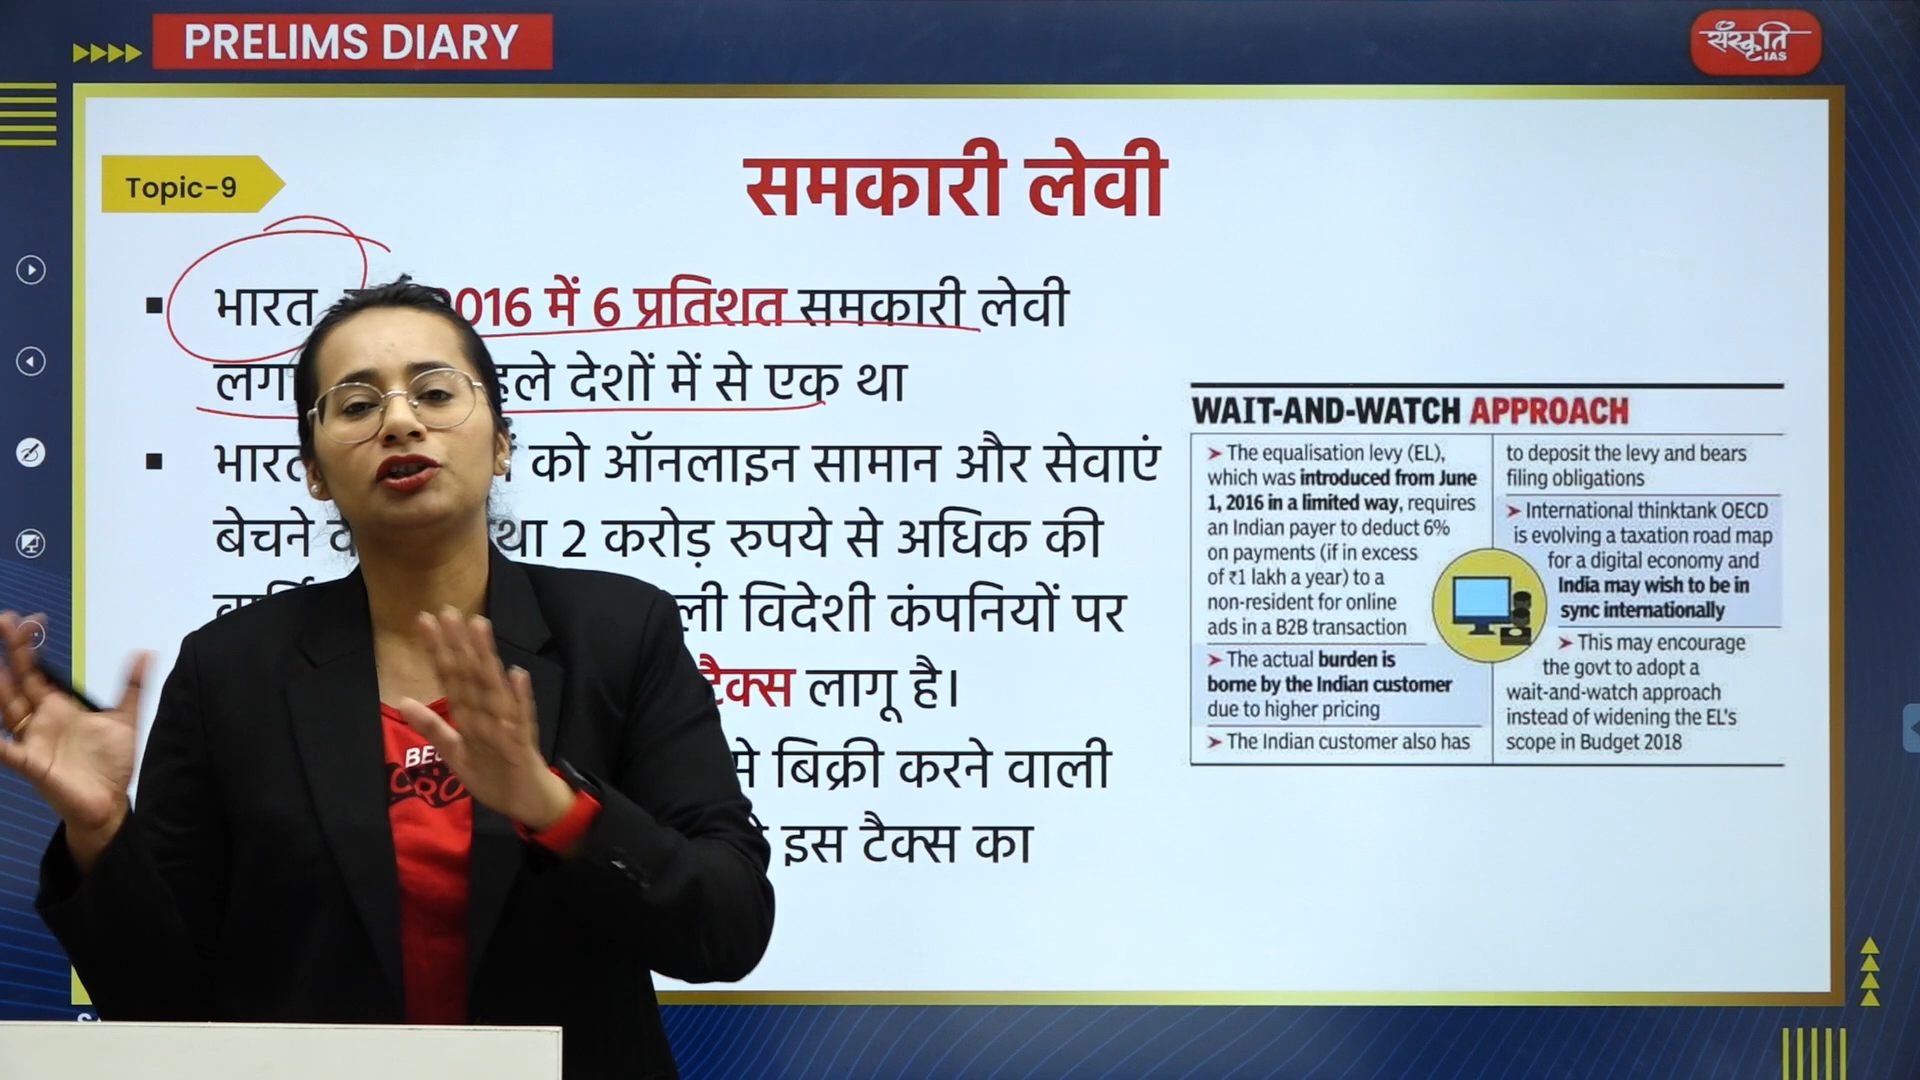 PRELIMS DIARY
संस्कृति
IAS
Topic-9
समकारी लेवी
भारत 2016 में 6 प्रतिशत समकारी लेवी
देशों में से एक था
को ऑनलाइन सामान और सेवाएं
बेचने 2 करोड़ रुपये से अधिक की
विदेशी कंपनियों पर
टैक्स लागू है।
से बिक्री करने वाली
इस टैक्स का
WAIT-AND-WATCH APPROACH
➤ The equalisation levy (EL),
which was introduced from June
1, 2016 in a limited way, requires
an Indian payer to deduct 6%
on payments (if in excess
of ₹1 lakh a year) to a
non-resident for online
ads in a B2B transaction
➤ The actual burden is
borne by the Indian customer
due to higher pricing
➤ The Indian customer also has
to deposit the levy and bears
filing obligations
➤ International thinktank OECD
is evolving a taxation road map
for a digital economy and
India may wish to be in
sync internationally
➤ This may encourage
the govt to adopt a
wait-and-watch approach
instead of widening the EL's
scope in Budget 2018